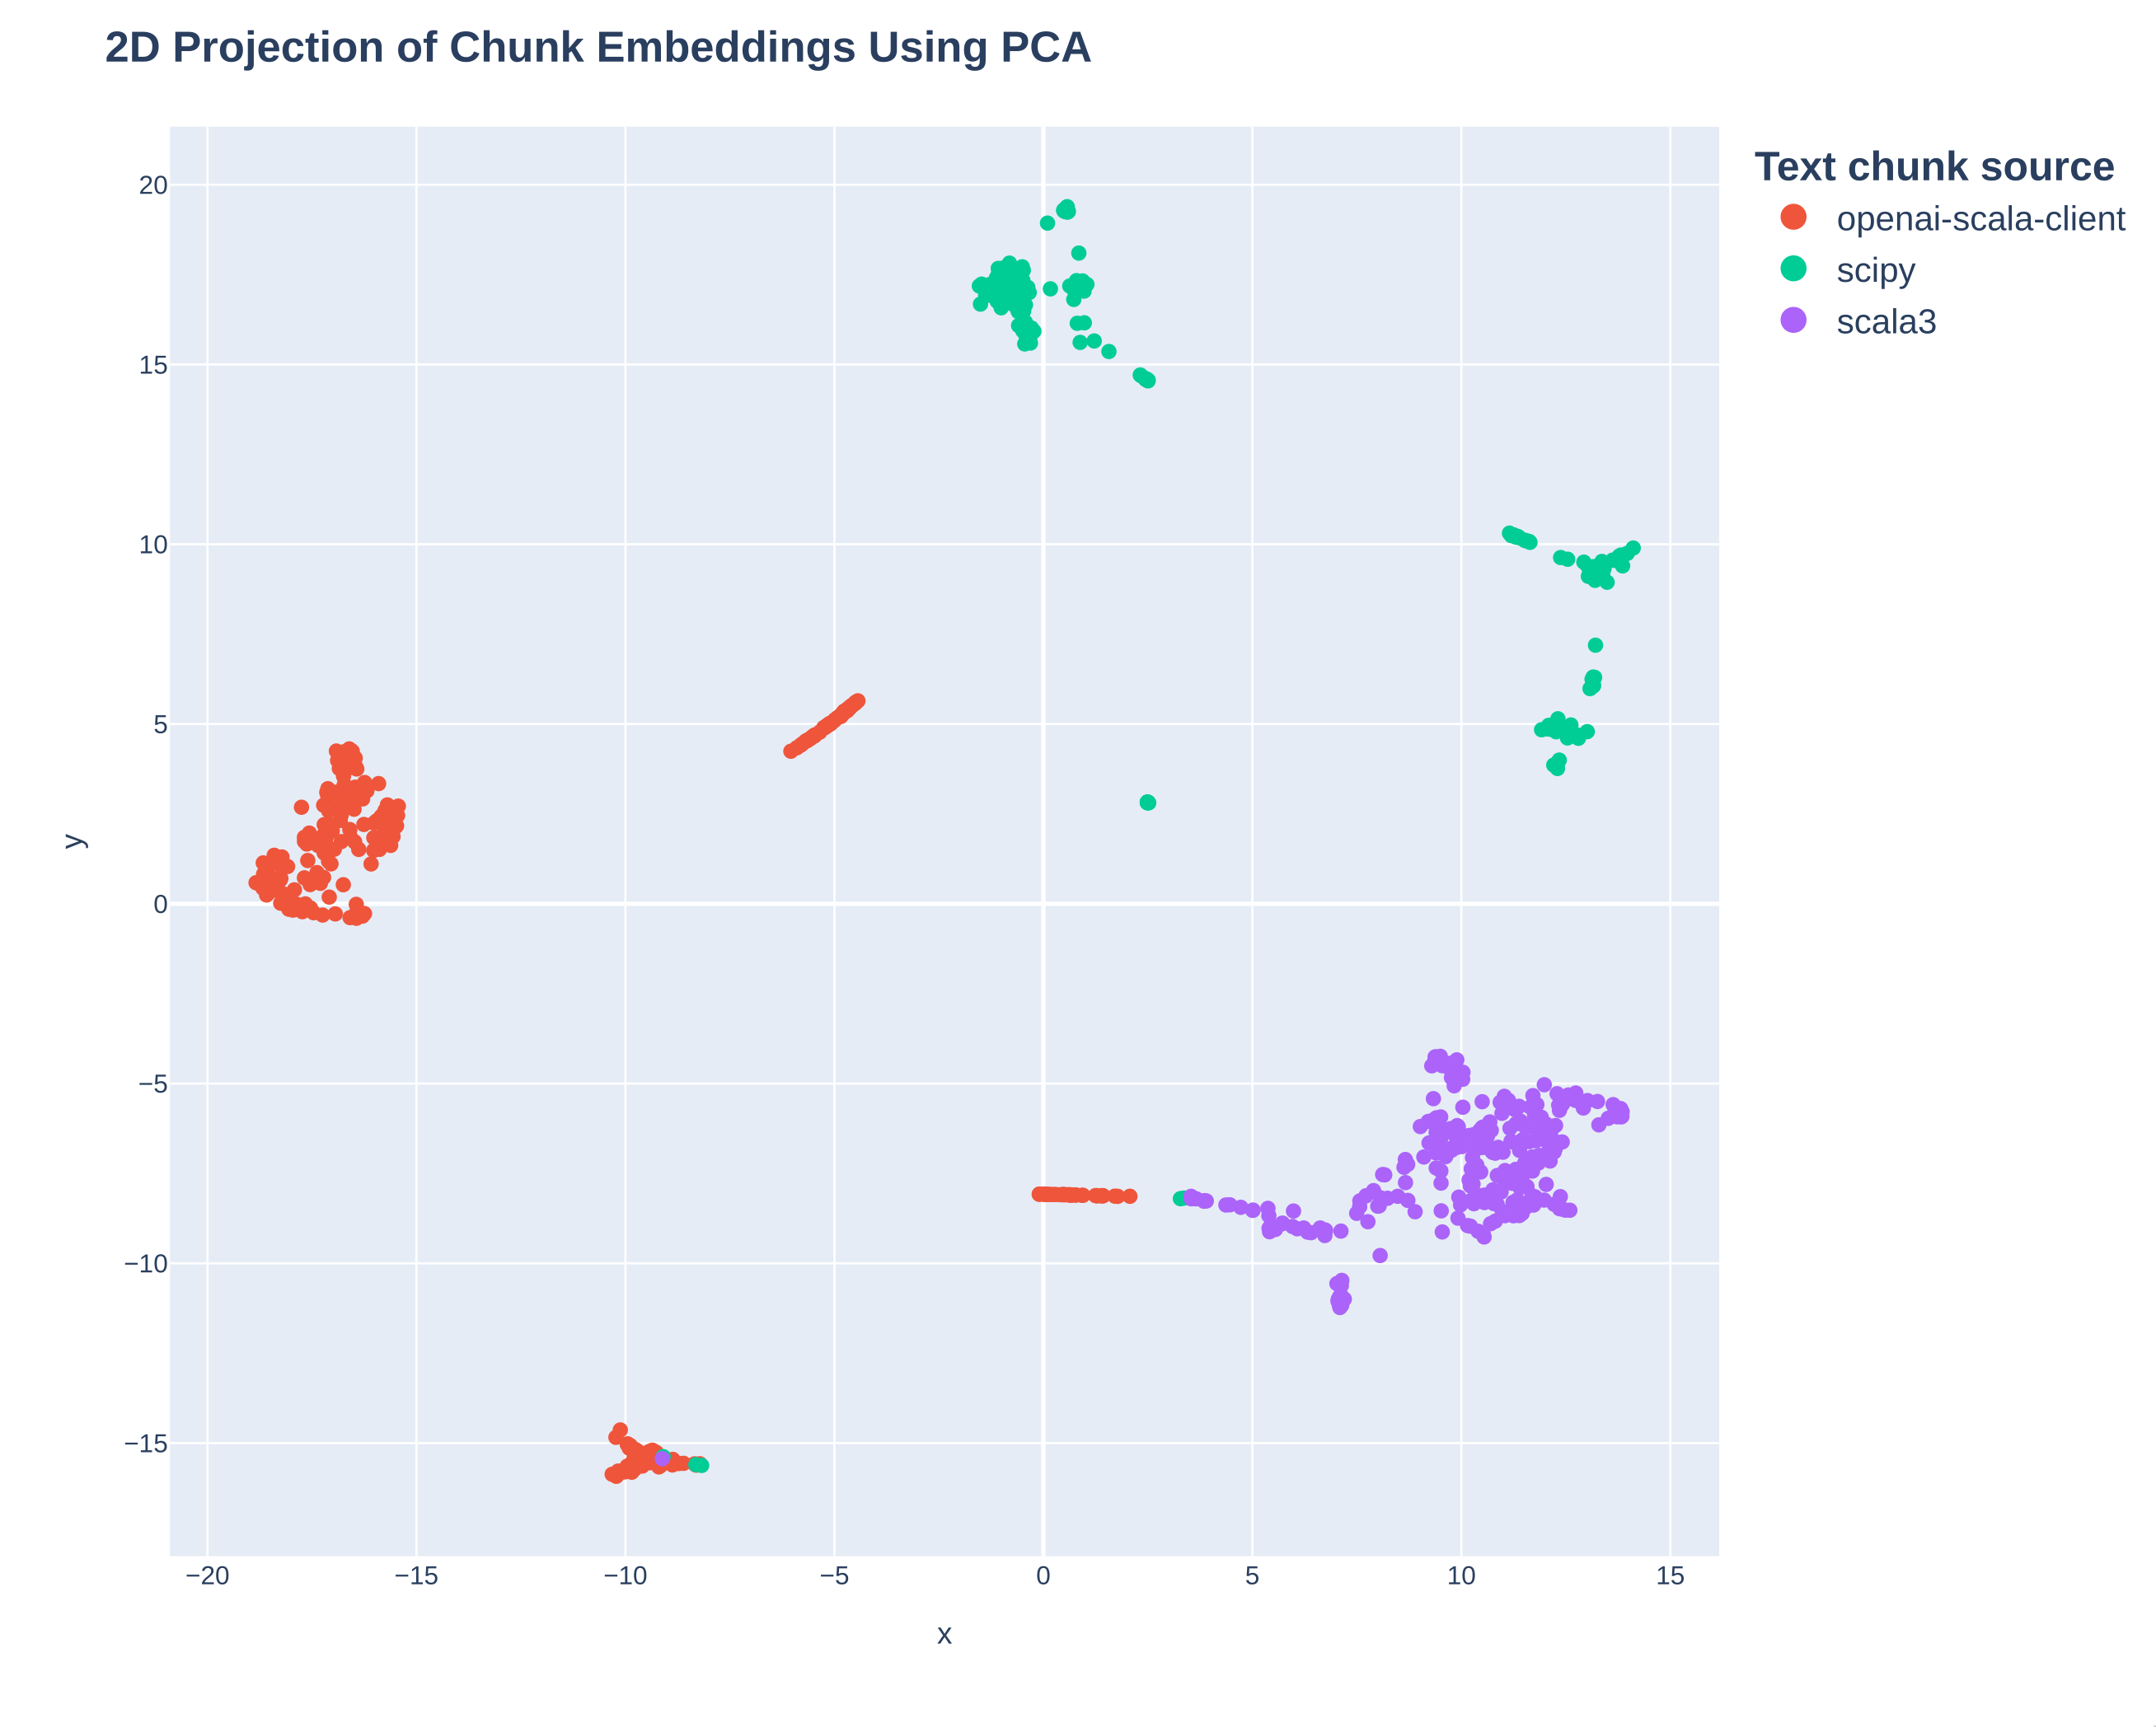 2D Projection of Chunk Embeddings Using PCA
Text chunk source
openai-scala-client
scipy
scala3
20
15
10
5
0
−5
−10
−15
y
−20 −15 −10 −5 0 5 10 15
x